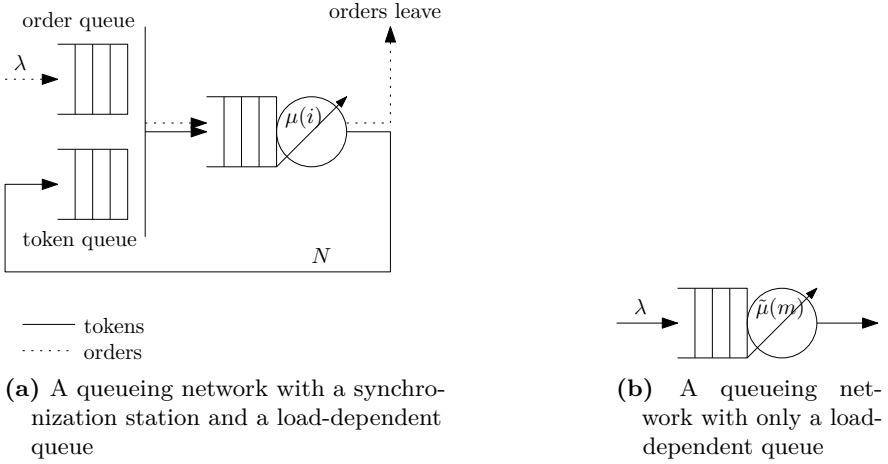 order queue
orders leave
λ
μ(i)
token queue
N
λ
μ̃(m)
tokens
orders
(a) A queueing network with a synchro-
nization station and a load-dependent
queue
(b) A queueing net-
work with only a load-
dependent queue